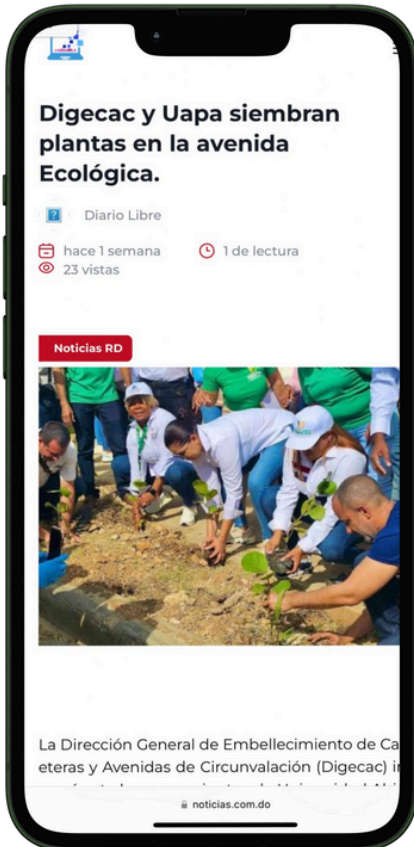 Digecac y Uapa siembran
plantas en la avenida
Ecológica.
Diario Libre
hace 1 semana
1 de lectura
23 vistas
Noticias RD
La Dirección General de Embellecimiento de Ca
eteras y Avenidas de Circunvalación (Digecac) i
noticias.com.do